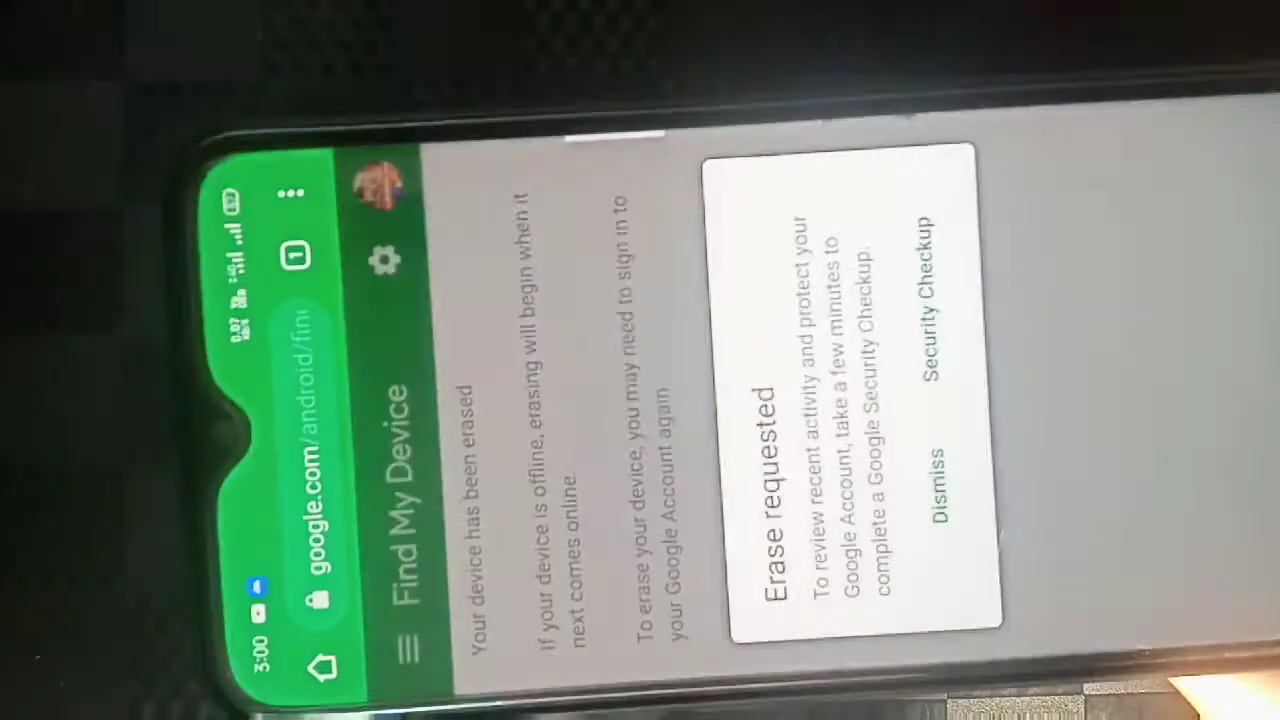 3:00
google.com/android/find
1
Find My Device
Your device has been erased
If your device is offline, erasing will begin when it
next comes online.
To erase your device, you may need to sign in to
your Google Account again
Erase requested
To review recent activity and protect your
Google Account, take a few minutes to
complete a Google Security Checkup.
Dismiss Security Checkup